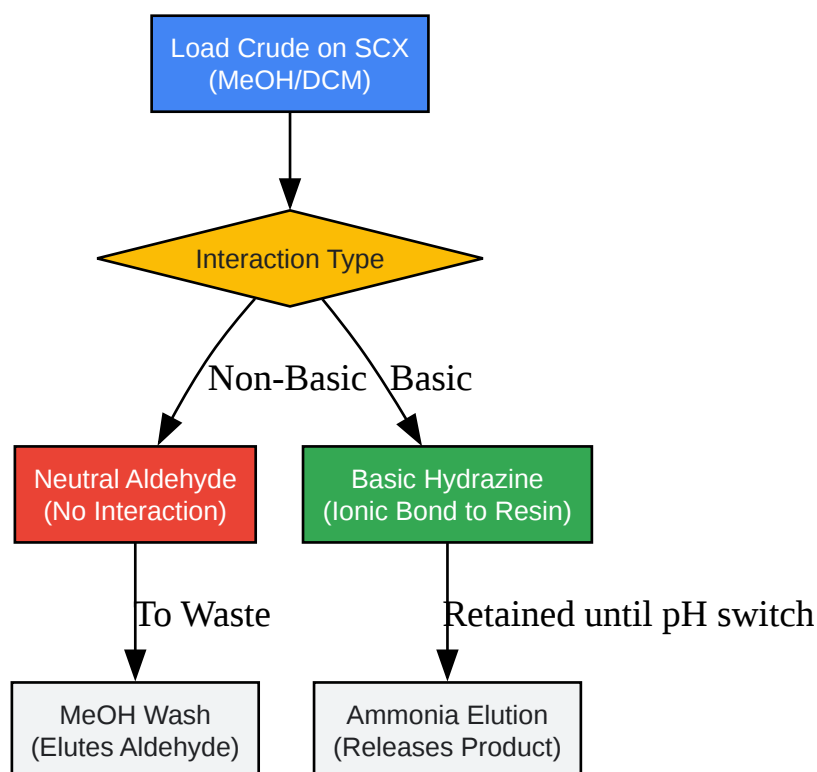 Load Crude on SCX
(MeOH/DCM)
Interaction Type
Non-Basic
Basic
Neutral Aldehyde
(No Interaction)
Basic Hydrazine
(Ionic Bond to Resin)
To Waste
Retained until pH switch
MeOH Wash
(Elutes Aldehyde)
Ammonia Elution
(Releases Product)